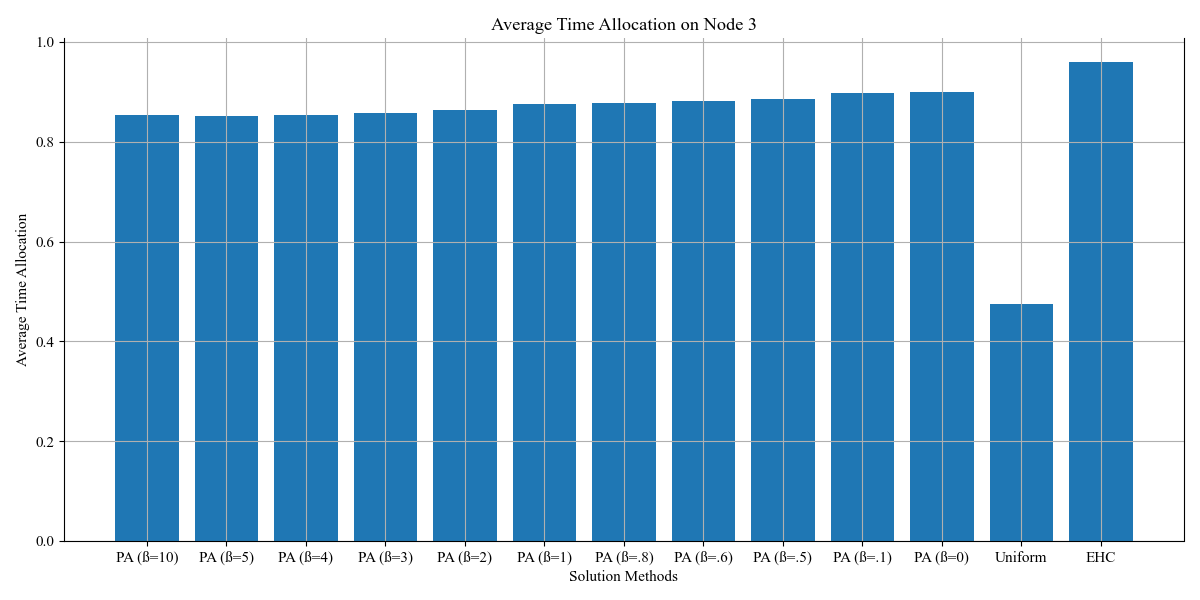 Average Time Allocation on Node 3
1.0
0.8
0.6
0.4
0.2
0.0
Average Time Allocation
PA (ß=10) PA (ß=5) PA (ß=4) PA (ß=3) PA (ß=2) PA (ß=1) PA (ß=.8) PA (ß=.6) PA (ß=.5) PA (ß=.1) PA (ß=0) Uniform EHC
Solution Methods